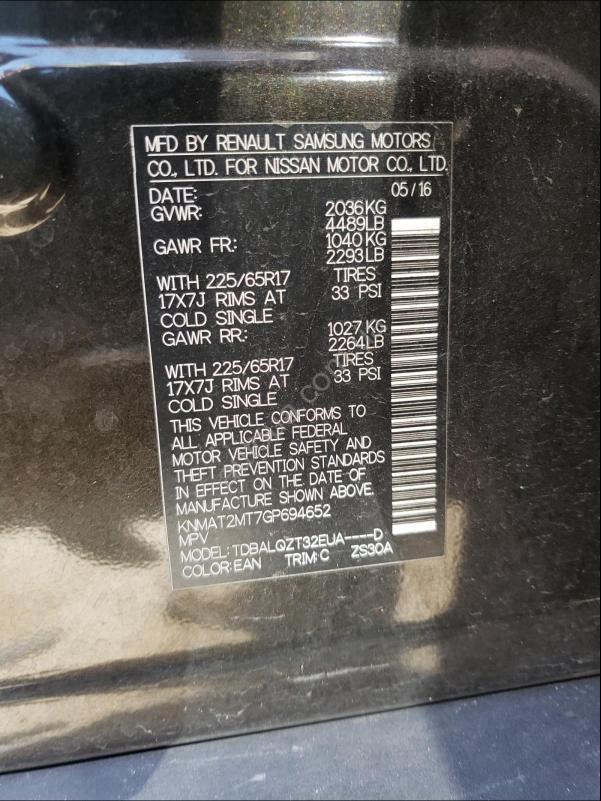 MFD BY RENAULT SAMSUNG MOTORS
CO., LTD. FOR NISSAN MOTOR CO., LTD.
DATE: 05/16
GVWR: 2036KG
4489LB
GAWR FR: 1040KG
2293LB
WITH 225/65R17 TIRES
17X7J RIMS AT 33 PSI
COLD SINGLE
GAWR RR: 1027KG
2264LB
WITH 225/65R17 TIRES
17X7J RIMS AT 33 PSI
COLD SINGLE
THIS VEHICLE CONFORMS TO
ALL APPLICABLE FEDERAL
MOTOR VEHICLE SAFETY AND
THEFT PREVENTION STANDARDS
IN EFFECT ON THE DATE OF
MANUFACTURE SHOWN ABOVE.
KNMAT2MT7GP694652
MPV
MODEL:TDBALQZT32EUA----D
COLOR:EAN TRIM:C ZS30A